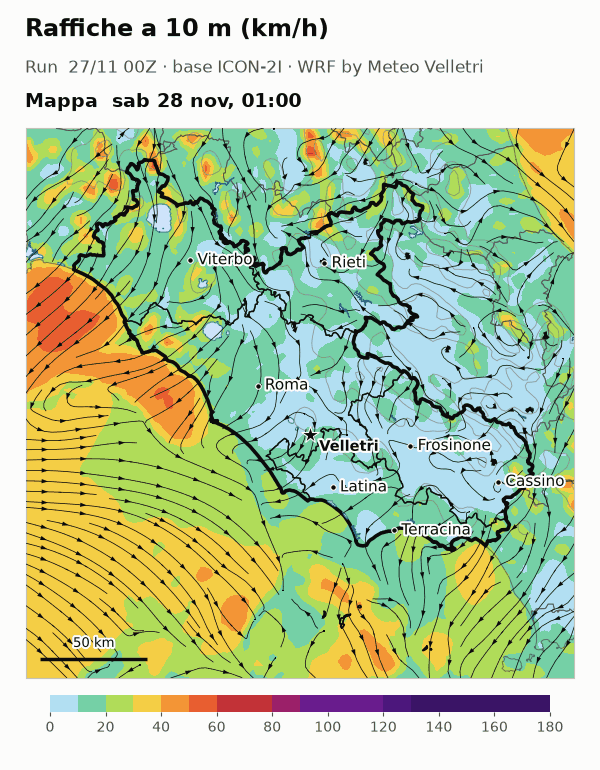 Raffiche a 10 m (km/h)
Run 27/11 00Z · base ICON-2I · WRF by Meteo Velletri
Mappa sab 28 nov, 01:00
Viterbo
Rieti
Roma
Velletri
Frosinone
Cassino
Latina
Terracina
50 km
0 20 40 60 80 100 120 140 160 180